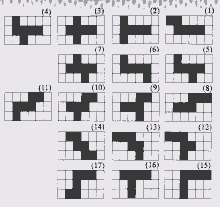 (4) (3) (2) (1)
(7) (6) (5)
(11) (10) (9) (8)
(14) (13) (12)
(17) (16) (15)